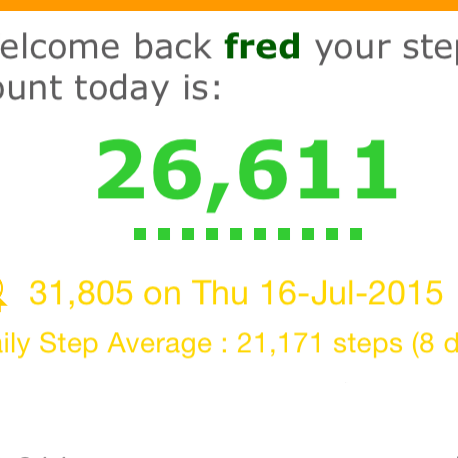 elcome back fred your step
ount today is:
26,611
31,805 on Thu 16-Jul-2015
aily Step Average : 21,171 steps (8 d